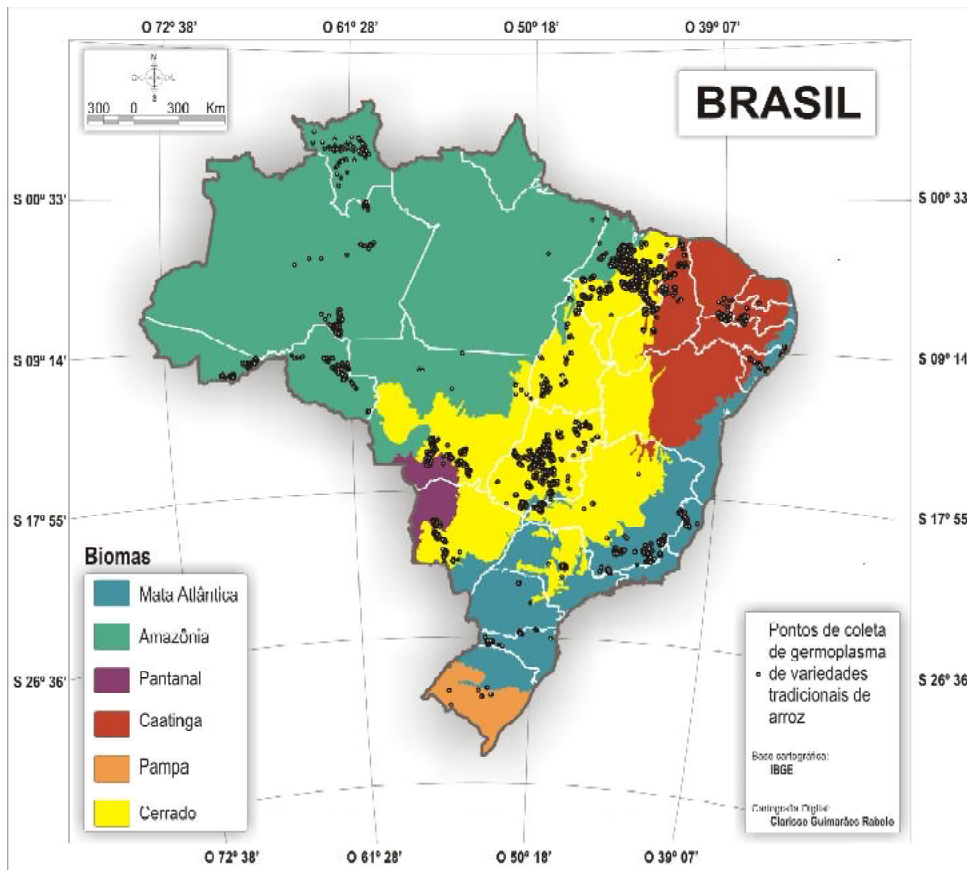 O 72º 38' O 61º 28' O 50º 18' O 39º 07'
N
S
300 0 300 Km
BRASIL
S 00º 33' S 00º 33'
S 09º 14' S 09º 14'
S 17º 55' S 17º 55'
S 26º 36' S 26º 36'
Biomas
Mata Atlântica
Amazônia
Pantanal
Caatinga
Pampa
Cerrado
Pontos de coleta
de germoplasma
de variedades
tradicionais de
arroz
Base cartográfica:
IBGE
Cartografia Digital:
Clarisse Guimarães Rabelo
O 72º 38' O 61º 28' O 50º 18' O 39º 07'